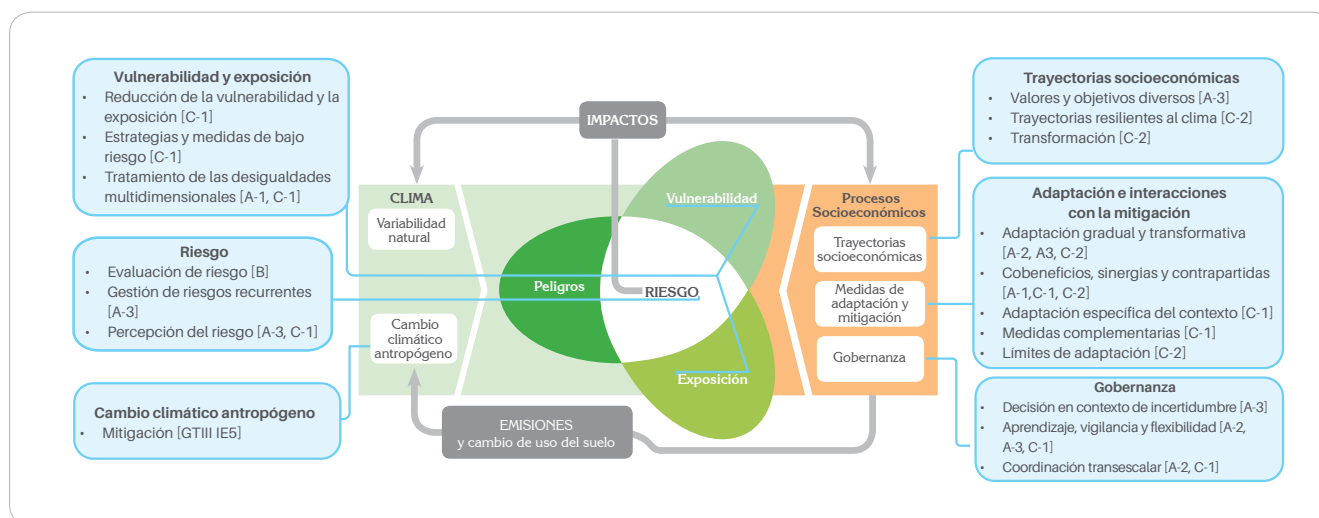 Vulnerabilidad y exposición
• Reducción de la vulnerabilidad y la
exposición [C-1]
• Estrategias y medidas de bajo
riesgo [C-1]
• Tratamiento de las desigualdades
multidimensionales [A-1, C-1]
Riesgo
• Evaluación de riesgo [B]
• Gestión de riesgos recurrentes
[A-3]
• Percepción del riesgo [A-3, C-1]
Cambio climático antropógeno
• Mitigación [GTIII IE5]
IMPACTOS
CLIMA
Variabilidad
natural
Cambio
climático
antropógeno
Vulnerabilidad
Peligros
RIESGO
Exposición
EMISIONES
y cambio de uso del suelo
Procesos
Socioeconómicos
Trayectorias
socioeconómicas
Medidas de
adaptación y
mitigación
Gobernanza
Trayectorias socioeconómicas
• Valores y objetivos diversos [A-3]
• Trayectorias resilientes al clima [C-2]
• Transformación [C-2]
Adaptación e interacciones
con la mitigación
• Adaptación gradual y transformativa
[A-2, A3, C-2]
• Cobeneficios, sinergias y contrapartidas
[A-1,C-1, C-2]
• Adaptación específica del contexto [C-1]
• Medidas complementarias [C-1]
• Límites de adaptación [C-2]
Gobernanza
• Decisión en contexto de incertidumbre [A-3]
• Aprendizaje, vigilancia y flexibilidad [A-2,
A-3, C-1]
• Coordinación transescalar [A-2, C-1]